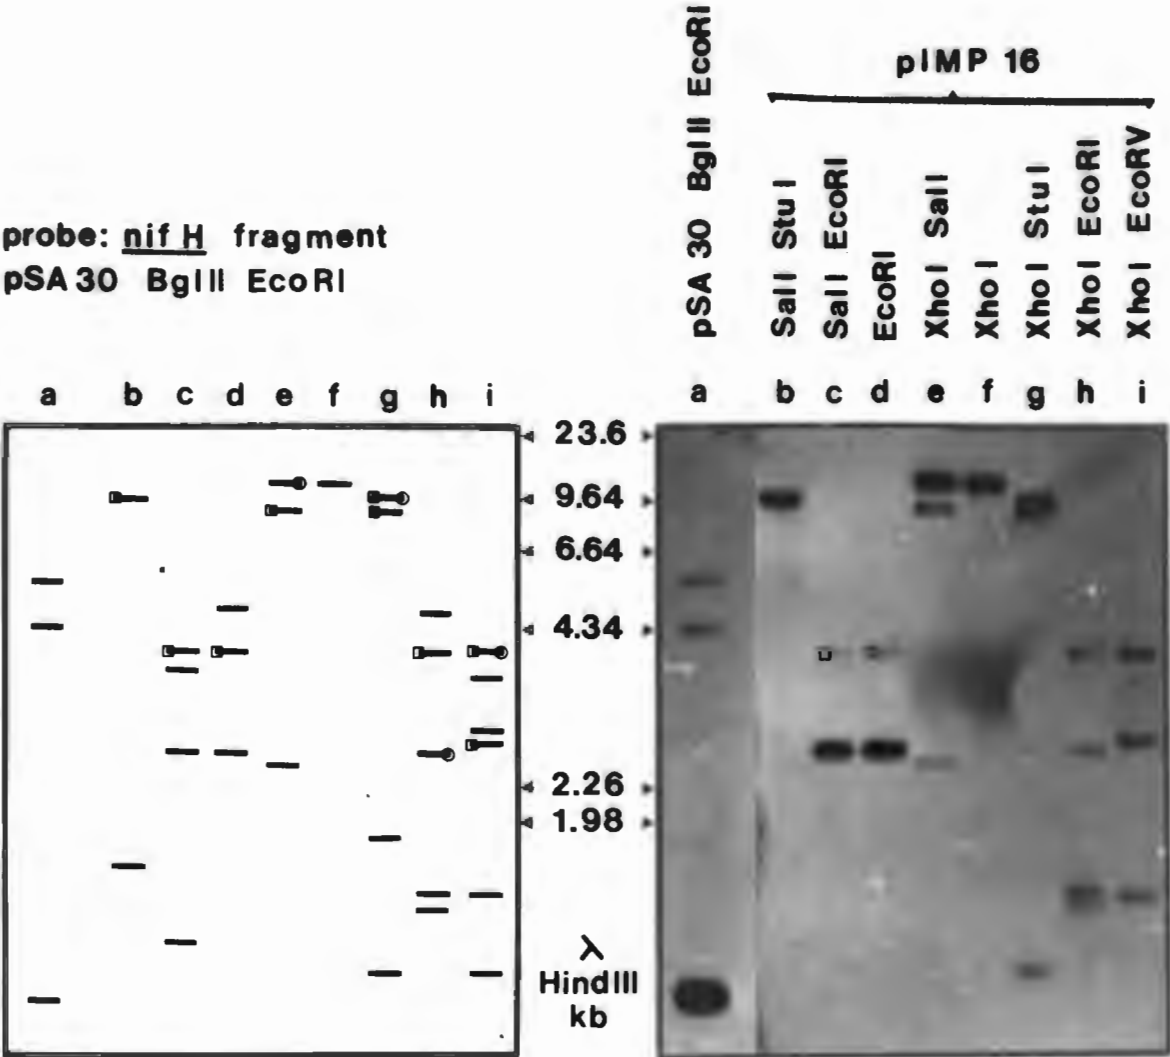 pIMP 16
pSA 30 BglII EcoRI
SalI StuI
SalI EcoRI
EcoRI
XhoI SalI
XhoI
XhoI StuI
XhoI EcoRI
XhoI EcoRV
probe: nif H fragment
pSA 30 BglII EcoRI
a b c d e f g h i
a b c d e f g h i
23.6
9.64
6.64
4.34
2.26
1.98
λ
HindIII
kb